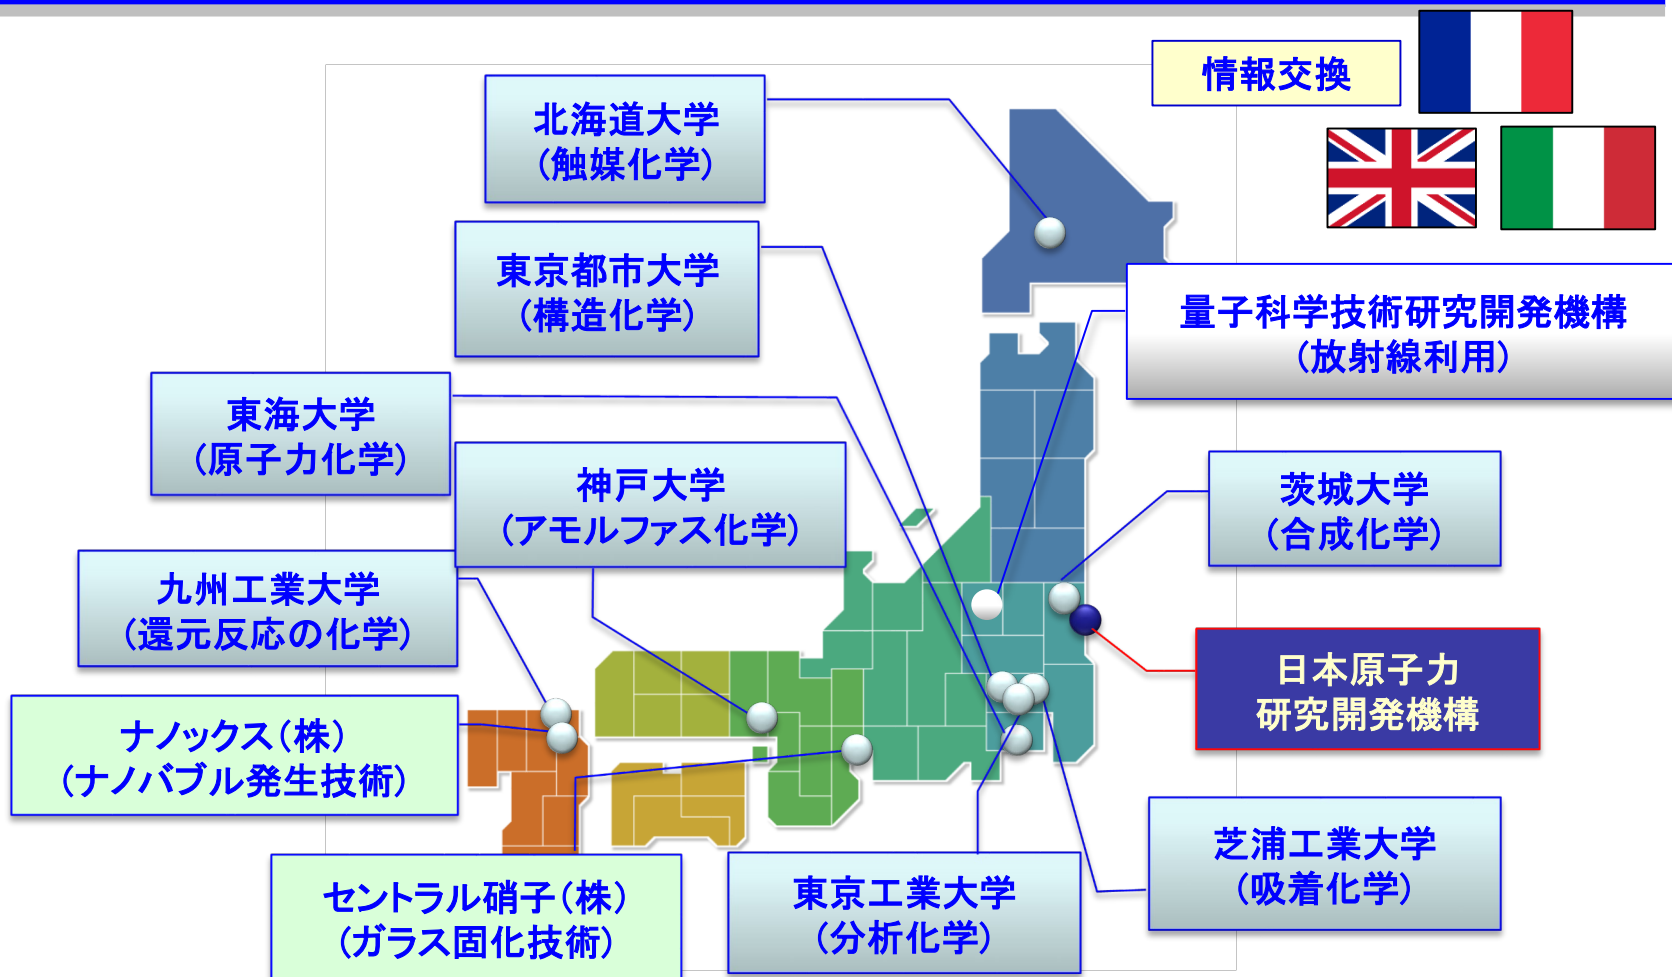 情報交換
北海道大学
(触媒化学)
東京都市大学
(構造化学)
量子科学技術研究開発機構
(放射線利用)
東海大学
(原子力化学)
神戸大学
(アモルファス化学)
茨城大学
(合成化学)
九州工業大学
(還元反応の化学)
日本原子力
研究開発機構
ナノックス(株)
(ナノバブル発生技術)
芝浦工業大学
(吸着化学)
セントラル硝子(株)
(ガラス固化技術)
東京工業大学
(分析化学)